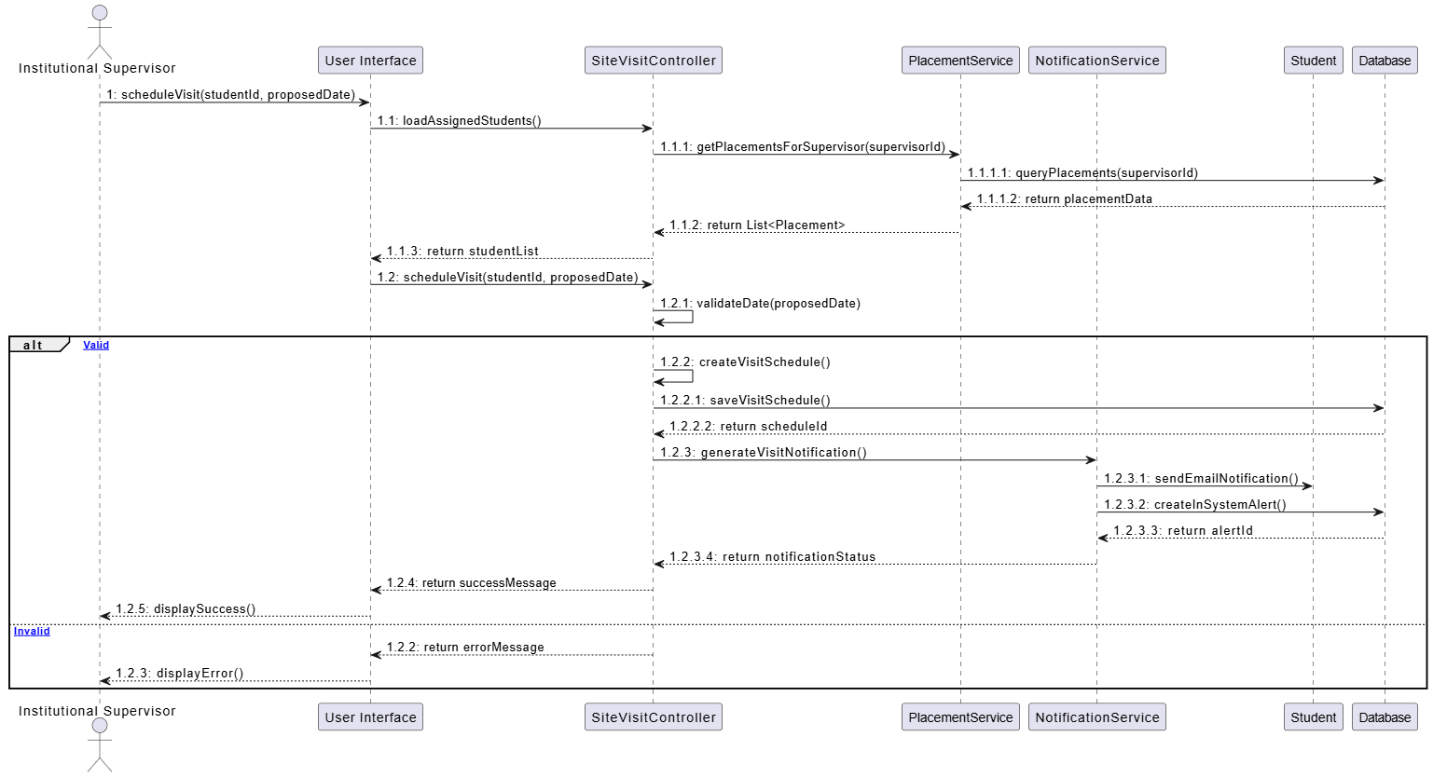 Institutional Supervisor
User Interface
SiteVisitController
PlacementService
NotificationService
Student
Database
1: scheduleVisit(studentId, proposedDate)
1.1: loadAssignedStudents()
1.1.1: getPlacementsForSupervisor(supervisorId)
1.1.1.1: queryPlacements(supervisorId)
1.1.1.2: return placementData
1.1.2: return List<Placement>
1.1.3: return studentList
1.2: scheduleVisit(studentId, proposedDate)
1.2.1: validateDate(proposedDate)
alt
Valid
1.2.2: createVisitSchedule()
1.2.2.1: saveVisitSchedule()
1.2.2.2: return scheduleId
1.2.3: generateVisitNotification()
1.2.3.1: sendEmailNotification()
1.2.3.2: createInSystemAlert()
1.2.3.3: return alertId
1.2.3.4: return notificationStatus
1.2.4: return successMessage
1.2.5: displaySuccess()
Invalid
1.2.2: return errorMessage
1.2.3: displayError()
Institutional Supervisor
User Interface
SiteVisitController
PlacementService
NotificationService
Student
Database